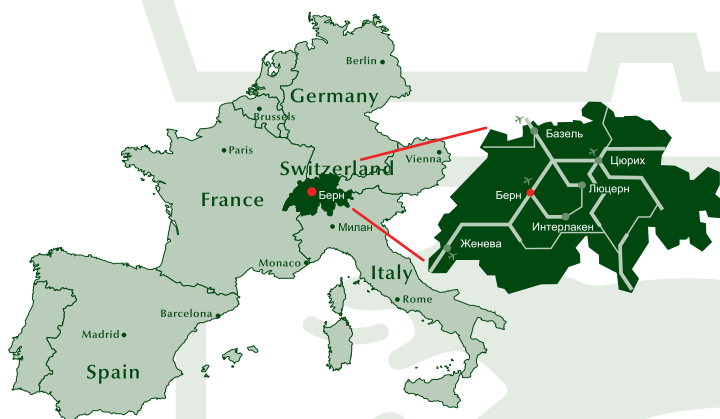 Berlin
Germany
Brussels
Paris
Switzerland
Vienna
France
Берн
Милан
Monaco
Italy
Rome
Barcelona
Madrid
Spain
Базель
Цюрих
Люцерн
Берн
Интерлакен
Женева